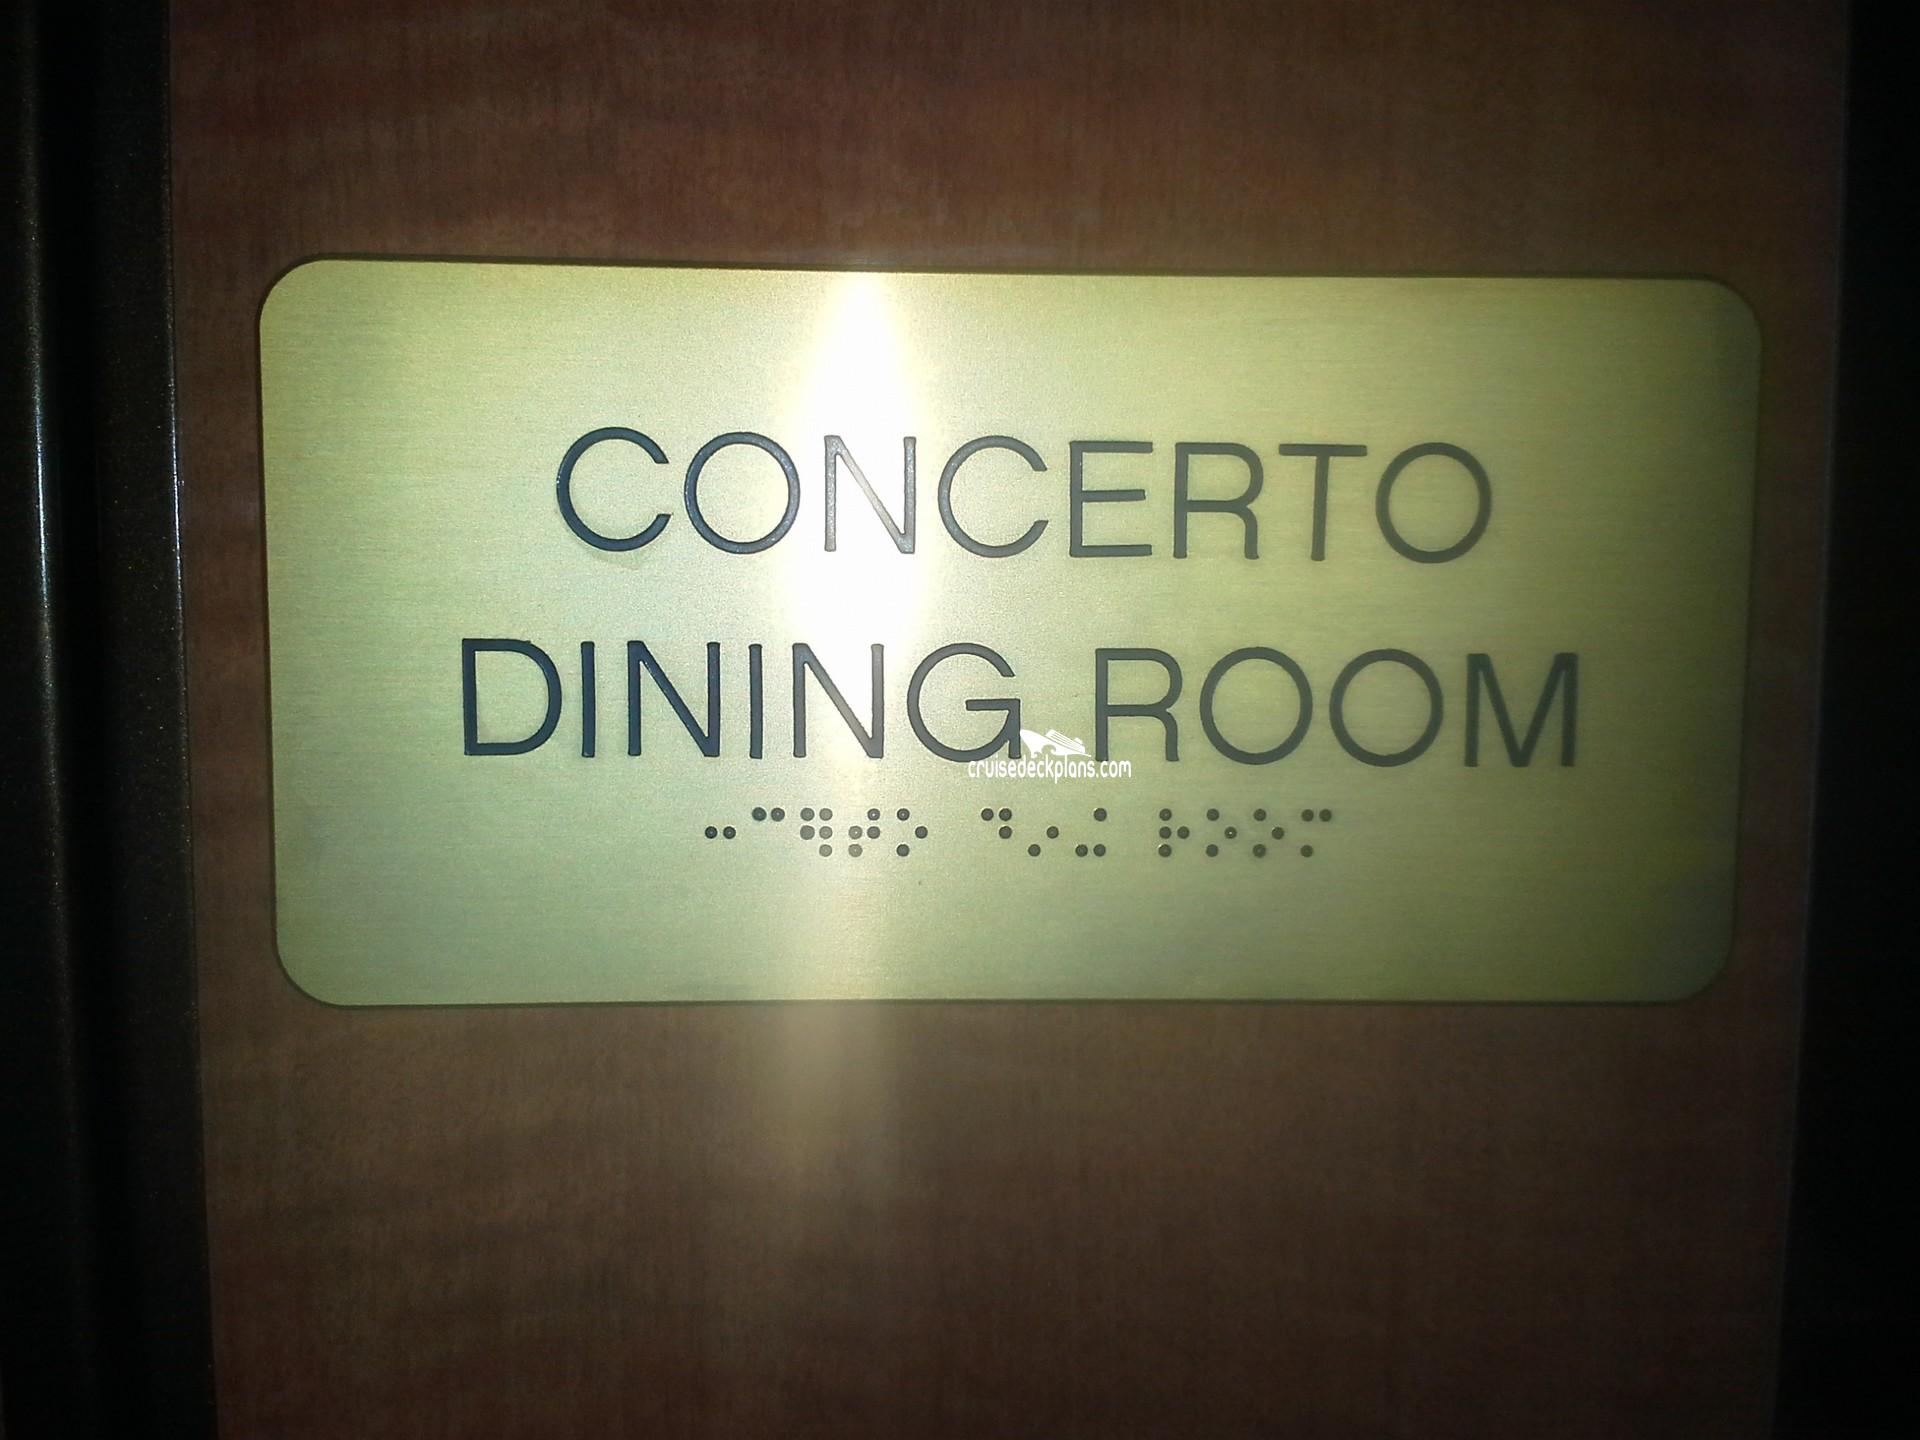 CONCERTO
DINING ROOM
cruisedeckplans.com
⠒⠉⠻⠞⠕ ⠙⠔⠬ ⠗⠕⠕⠍